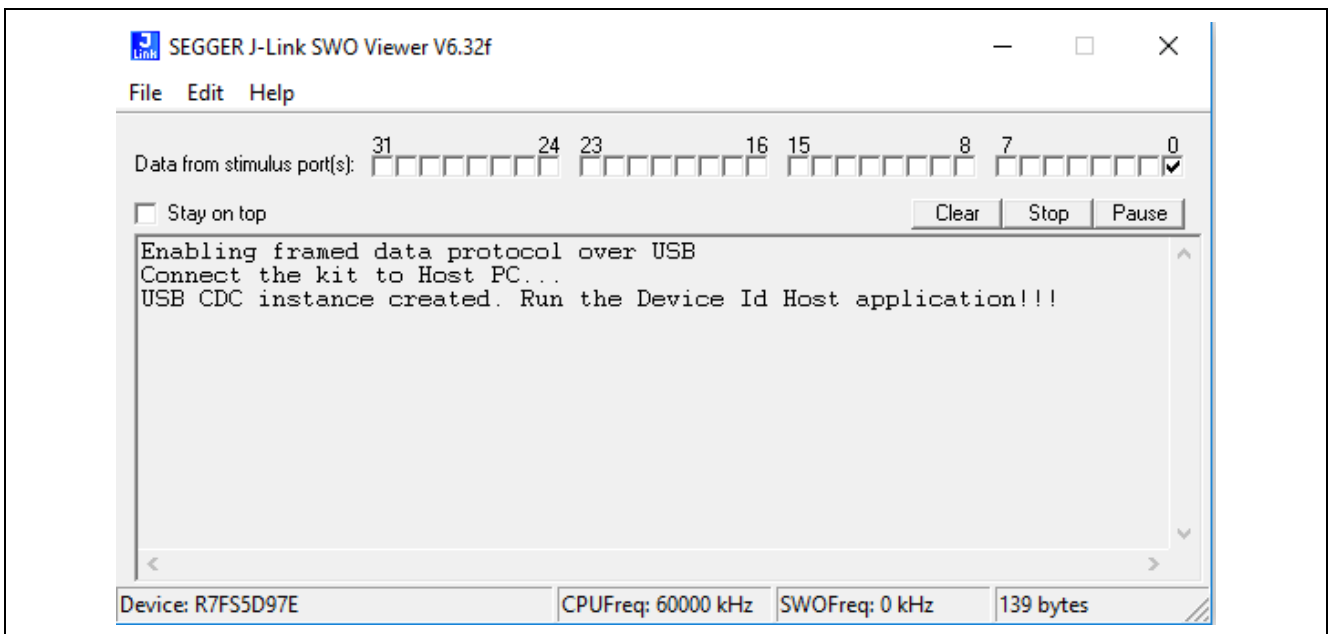 J Link SEGGER J-Link SWO Viewer V6.32f
File Edit Help
31 24 23 16 15 8 7 0
Data from stimulus port(s):
Stay on top Clear Stop Pause
Enabling framed data protocol over USB
Connect the kit to Host PC...
USB CDC instance created. Run the Device Id Host application!!!
Device: R7FS5D97E CPUFreq: 60000 kHz SWOFreq: 0 kHz 139 bytes